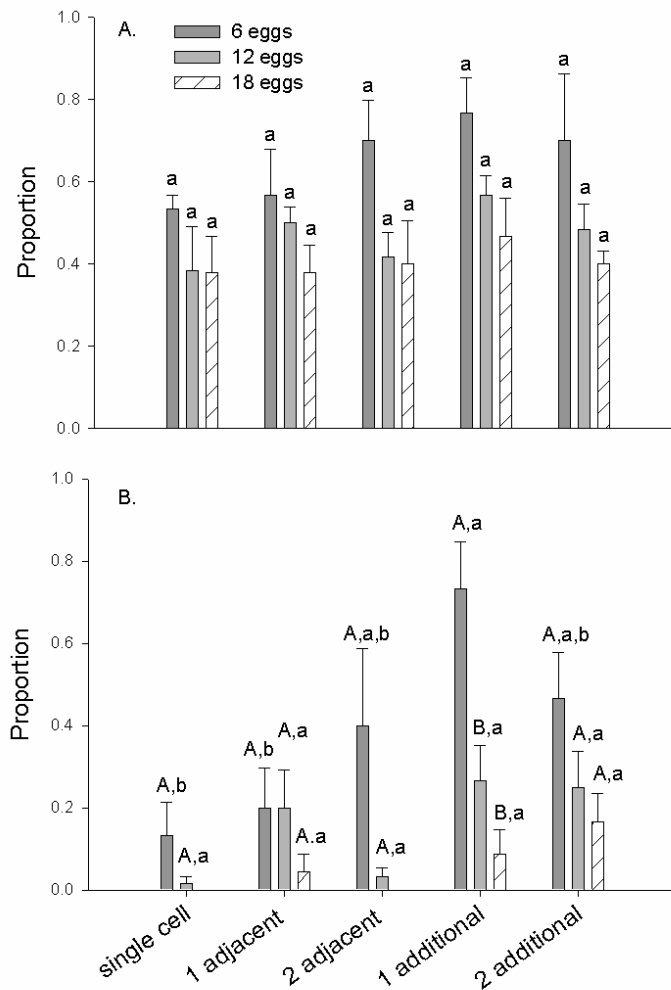 1.0
A.
6 eggs
12 eggs
18 eggs
0.8
0.6
0.4
0.2
0.0
Proportion
a a a a a a a a a a a a a a a
1.0
B.
0.8
0.6
0.4
0.2
0.0
Proportion
A,b A,a
A,b A,a A.a
A,a,b A,a
A,a B,a B,a
A,a,b A,a A,a
single cell
1 adjacent
2 adjacent
1 additional
2 additional